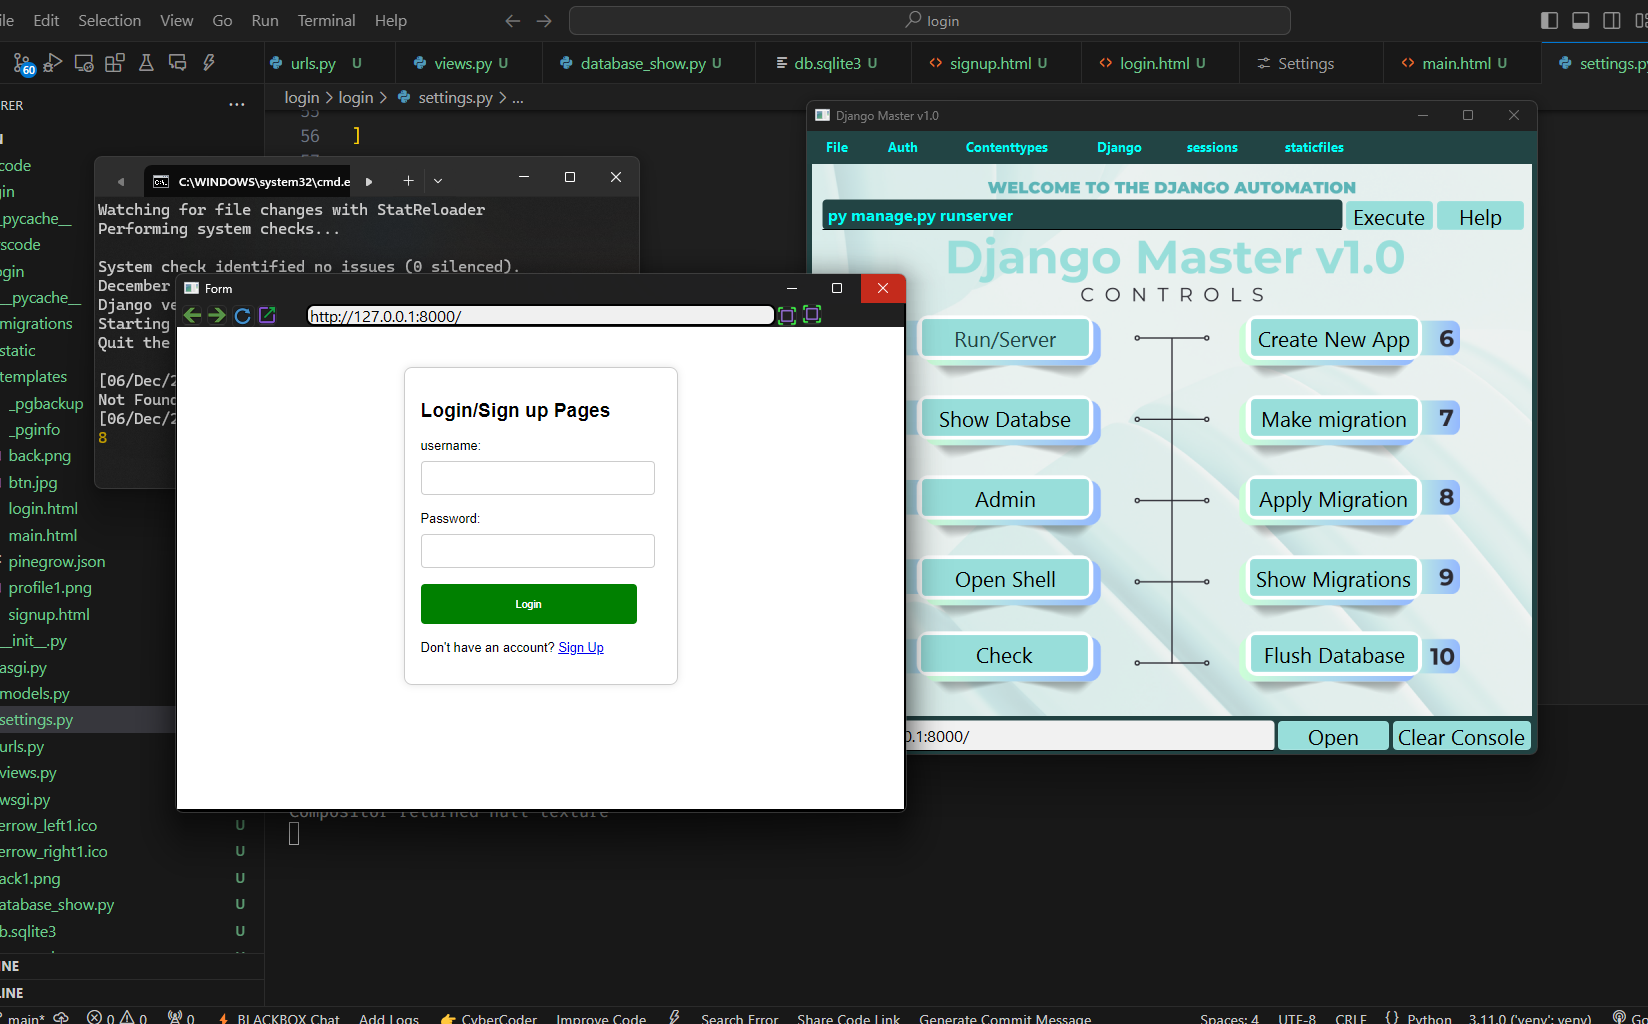 ile Edit Selection View Go Run Terminal Help
login
60
urls.py U
views.py U
database_show.py U
db.sqlite3 U
signup.html U
login.html U
Settings
main.html U
settings.py
RER ...
login > login > settings.py > ...
55
56 ]
code
gin
_pycache__
scode
ogin
__pycache__
migrations
static
templates
_pgbackup
_pginfo
back.png
btn.jpg
login.html
main.html
pinegrow.json
profile1.png
signup.html
__init__.py
asgi.py
models.py
settings.py
urls.py
views.py
wsgi.py
errow_left1.ico U
errow_right1.ico U
ack1.png U
atabase_show.py U
b.sqlite3 U
INE
LINE
C:\WINDOWS\system32\cmd.e
Watching for file changes with StatReloader
Performing system checks...
System check identified no issues (0 silenced).
December
Django ve
Starting
Quit the
[06/Dec/2
Not Found
[06/Dec/2
8
Form
http://127.0.0.1:8000/
Login/Sign up Pages
username:
Password:
Login
Don't have an account? Sign Up
Compositor returned null texture
Django Master v1.0
File Auth Contenttypes Django sessions staticfiles
WELCOME TO THE DJANGO AUTOMATION
py manage.py runserver
Execute Help
Django Master v1.0
CONTROLS
Run/Server Create New App 6
Show Databse Make migration 7
Admin Apply Migration 8
Open Shell Show Migrations 9
Check Flush Database 10
0.1:8000/ Open Clear Console
main* 0 0 0 BLACKBOX Chat Add Logs CyberCoder Improve Code Search Error Share Code Link Generate Commit Message Spaces: 4 UTF-8 CRLF {} Python 3.11.0 ('venv': venv) Go